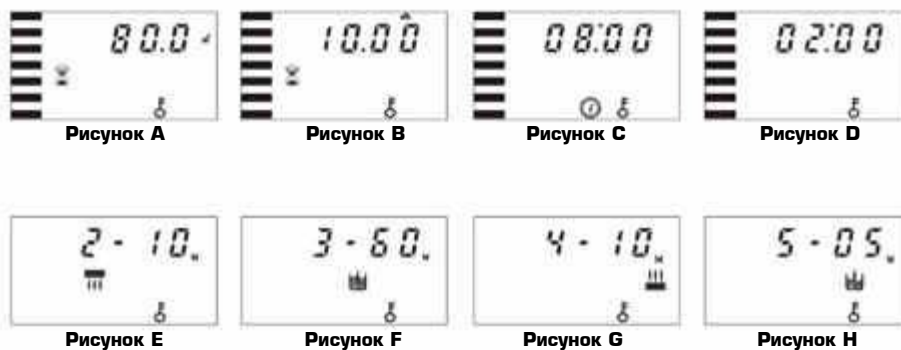 80.0
10.00
08:00
02:00
Рисунок A Рисунок B Рисунок C Рисунок D
2 - 10 м
3 - 60 м
4 - 10 м
5 - 05 м
Рисунок E Рисунок F Рисунок G Рисунок H